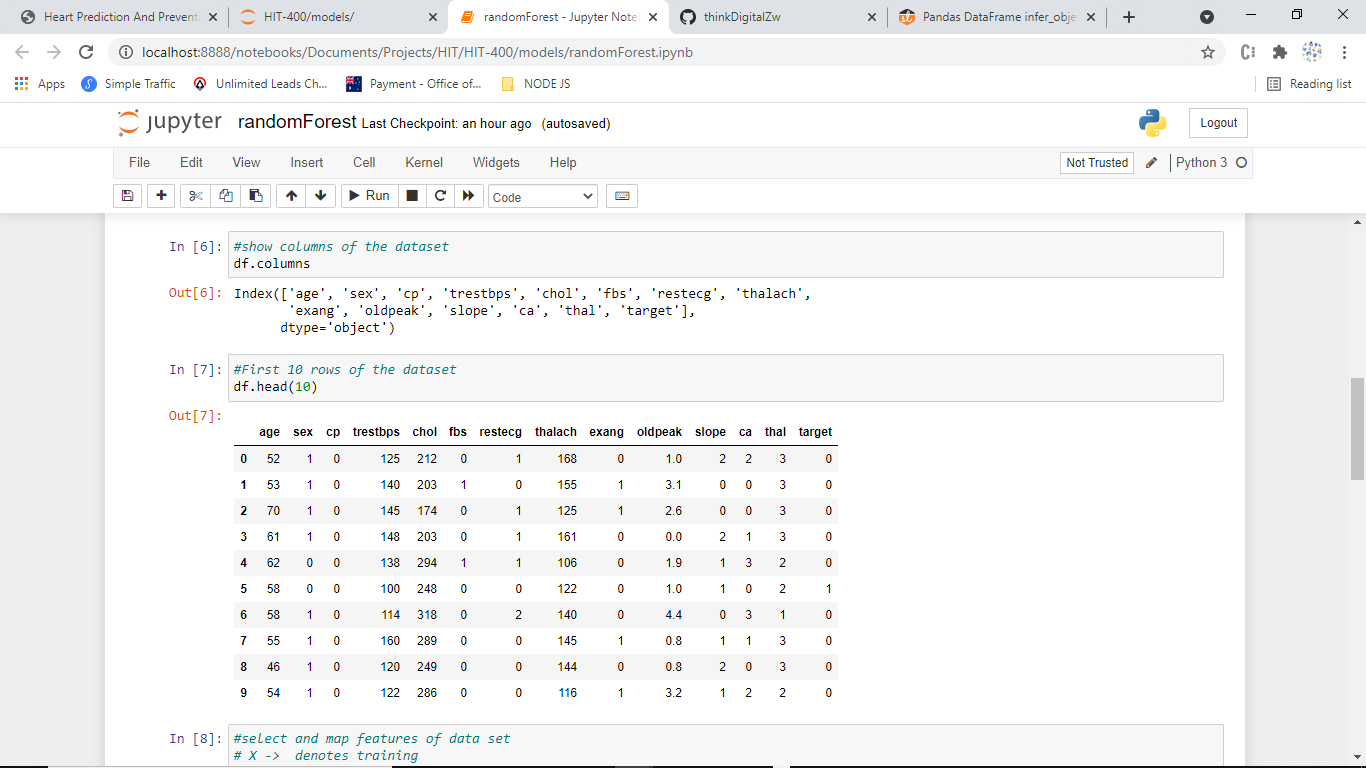 Heart Prediction And Prevent
HIT-400/models/
randomForest - Jupyter Note
thinkDigitalZw
Pandas DataFrame infer_obje
localhost:8888/notebooks/Documents/Projects/HIT/HIT-400/models/randomForest.ipynb
Apps Simple Traffic Unlimited Leads Ch... Payment - Office of... NODE JS Reading list
jupyter randomForest Last Checkpoint: an hour ago (autosaved) Logout
File Edit View Insert Cell Kernel Widgets Help Not Trusted Python 3
Run Code
In [6]: #show columns of the dataset
df.columns
Out[6]: Index(['age', 'sex', 'cp', 'trestbps', 'chol', 'fbs', 'restecg', 'thalach',
'exang', 'oldpeak', 'slope', 'ca', 'thal', 'target'],
dtype='object')
In [7]: #First 10 rows of the dataset
df.head(10)
Out[7]:
age sex cp trestbps chol fbs restecg thalach exang oldpeak slope ca thal target
0 52 1 0 125 212 0 1 168 0 1.0 2 2 3 0
1 53 1 0 140 203 1 0 155 1 3.1 0 0 3 0
2 70 1 0 145 174 0 1 125 1 2.6 0 0 3 0
3 61 1 0 148 203 0 1 161 0 0.0 2 1 3 0
4 62 0 0 138 294 1 1 106 0 1.9 1 3 2 0
5 58 0 0 100 248 0 0 122 0 1.0 1 0 2 1
6 58 1 0 114 318 0 2 140 0 4.4 0 3 1 0
7 55 1 0 160 289 0 0 145 1 0.8 1 1 3 0
8 46 1 0 120 249 0 0 144 0 0.8 2 0 3 0
9 54 1 0 122 286 0 0 116 1 3.2 1 2 2 0
In [8]: #select and map features of data set
# X -> denotes training